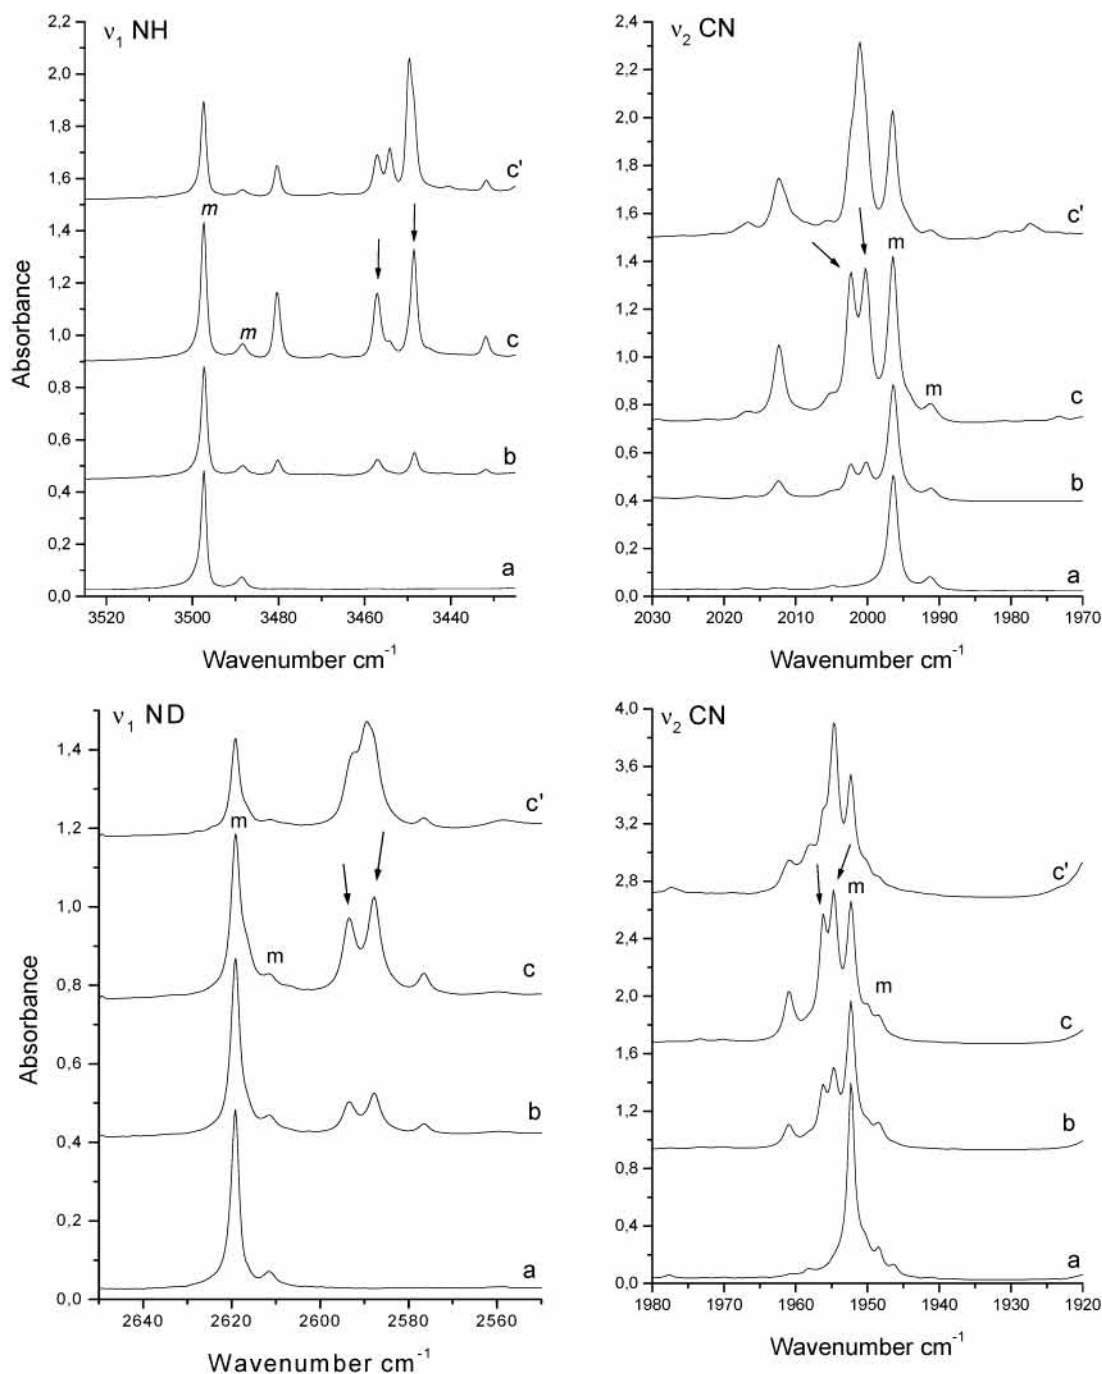 ν₁ NH
2,2
2,0
1,8
1,6
1,4
1,2
1,0
0,8
0,6
0,4
0,2
0,0
Absorbance
c'
m
m
c
b
a
3520 3500 3480 3460 3440
Wavenumber cm⁻¹
ν₂ CN
2,4
2,2
2,0
1,8
1,6
1,4
1,2
1,0
0,8
0,6
0,4
0,2
0,0
c'
m
c
m
b
a
2030 2020 2010 2000 1990 1980 1970
Wavenumber cm⁻¹
ν₁ ND
1,4
1,2
1,0
0,8
0,6
0,4
0,2
0,0
Absorbance
c'
m
m
c
b
a
2640 2620 2600 2580 2560
Wavenumber cm⁻¹
ν₂ CN
4,0
3,6
3,2
2,8
2,4
2,0
1,6
1,2
0,8
0,4
0,0
c'
m
m
c
b
a
1980 1970 1960 1950 1940 1930 1920
Wavenumber cm⁻¹